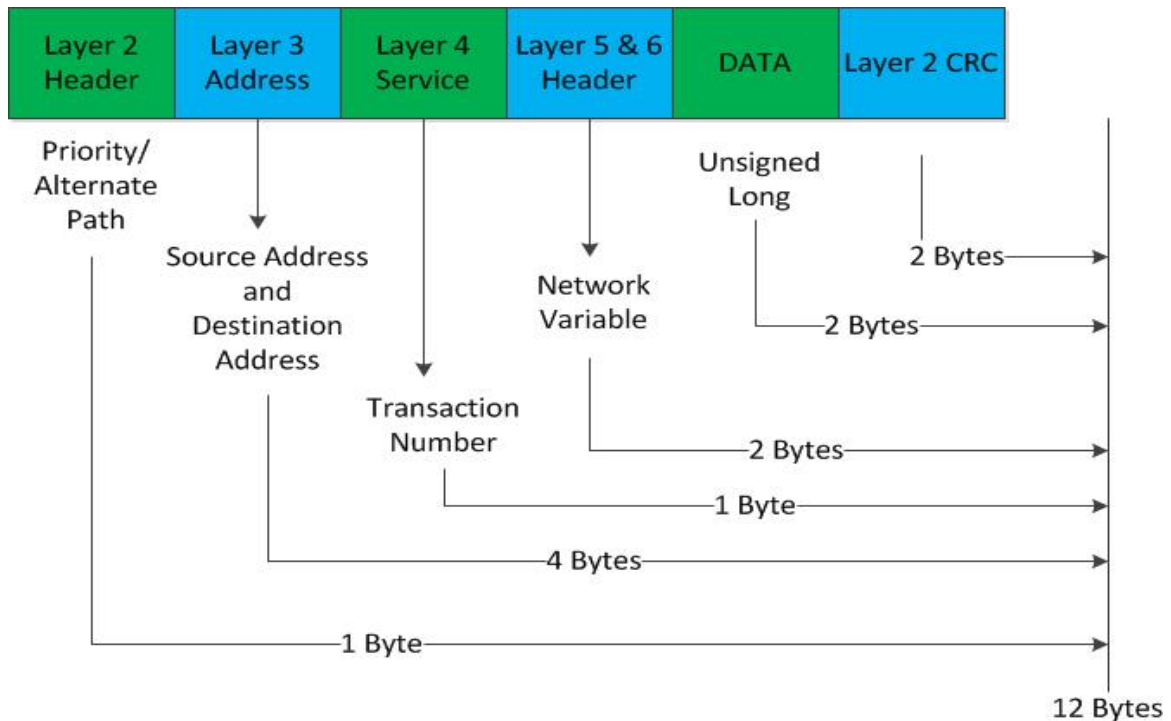 Layer 2
Header
Layer 3
Address
Layer 4
Service
Layer 5 & 6
Header
DATA
Layer 2 CRC
Priority/
Alternate
Path
Source Address
and
Destination
Address
Transaction
Number
Network
Variable
Unsigned
Long
2 Bytes
2 Bytes
2 Bytes
1 Byte
4 Bytes
1 Byte
12 Bytes